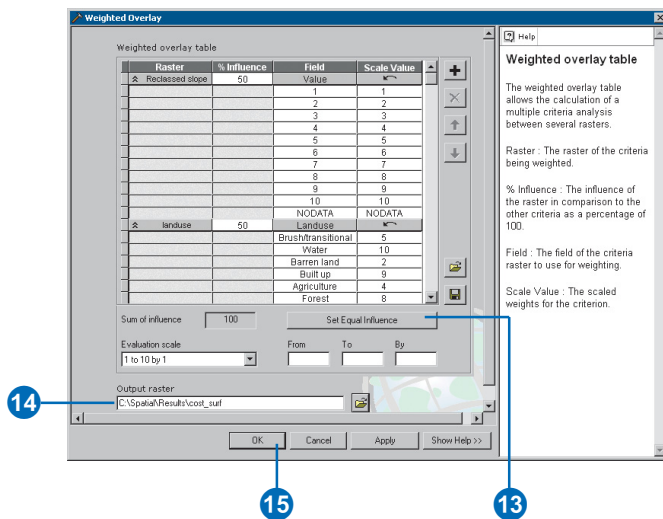 Weighted Overlay
Weighted overlay table
Raster % Influence Field Scale Value
Reclassed slope 50 Value
1 1
2 2
3 3
4 4
5 5
6 6
7 7
8 8
9 9
10 10
NODATA NODATA
landuse 50 Landuse
Brush/transitional 5
Water 10
Barren land 2
Built up 9
Agriculture 4
Forest 8
Sum of influence 100 Set Equal Influence
Evaluation scale From To By
1 to 10 by 1
Output raster
C:\Spatial\Results\cost_surf
OK Cancel Apply Show Help >>
Help
Weighted overlay table
The weighted overlay table
allows the calculation of a
multiple criteria analysis
between several rasters.
Raster : The raster of the criteria
being weighted.
% Influence : The influence of
the raster in comparison to the
other criteria as a percentage of
100.
Field : The field of the criteria
raster to use for weighting.
Scale Value : The scaled
weights for the criterion.
14
15
13